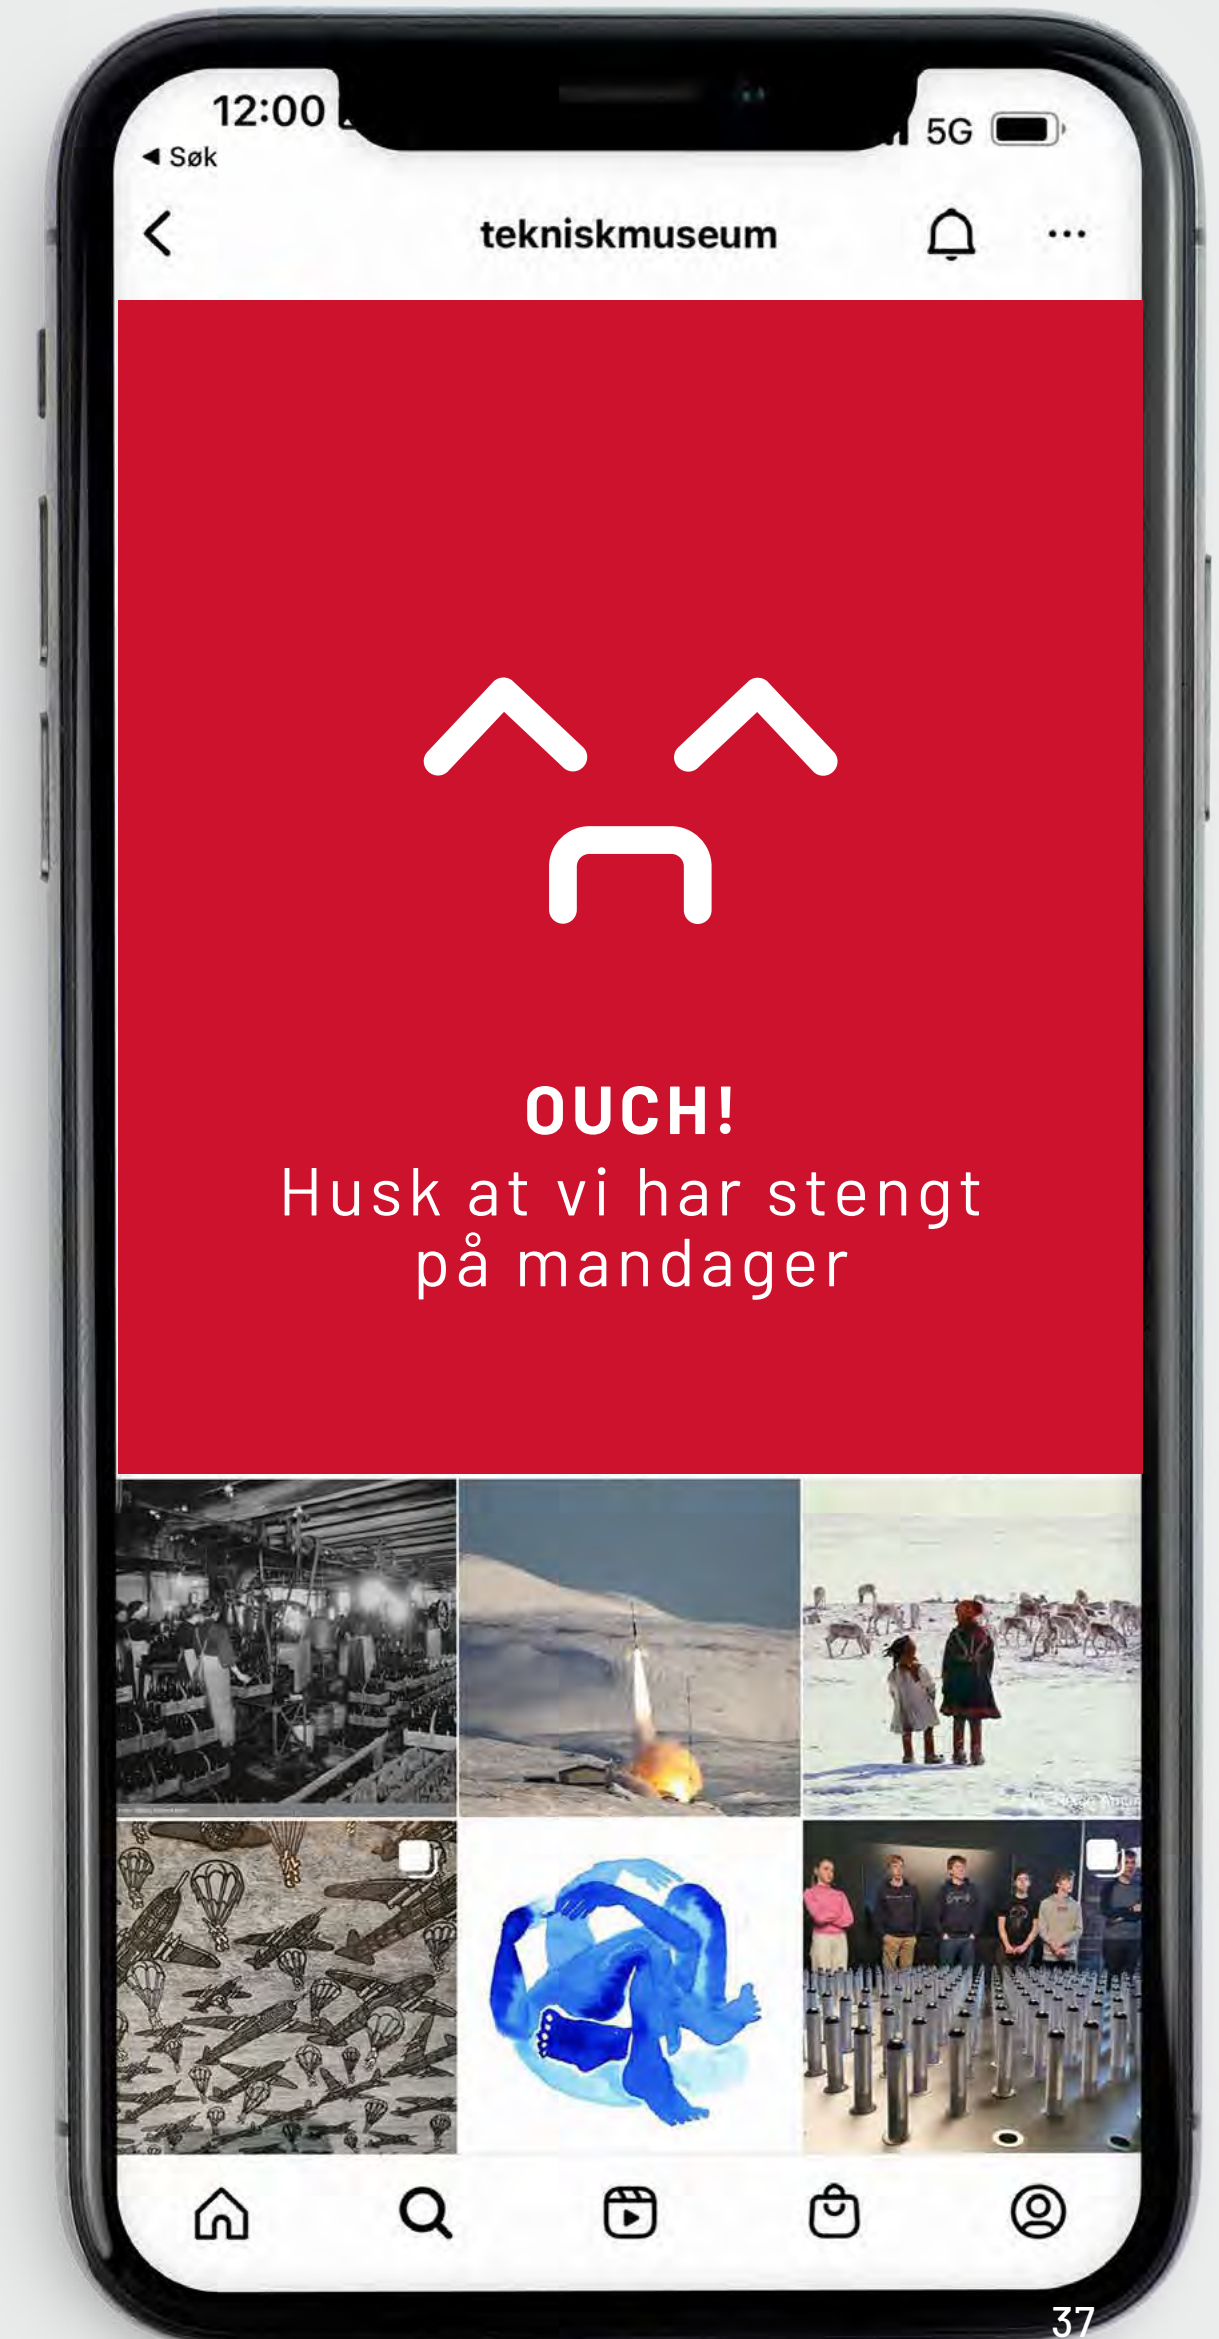 12:00
5G
Søk
tekniskmuseum
OUCH!
Husk at vi har stengt
på mandager
37